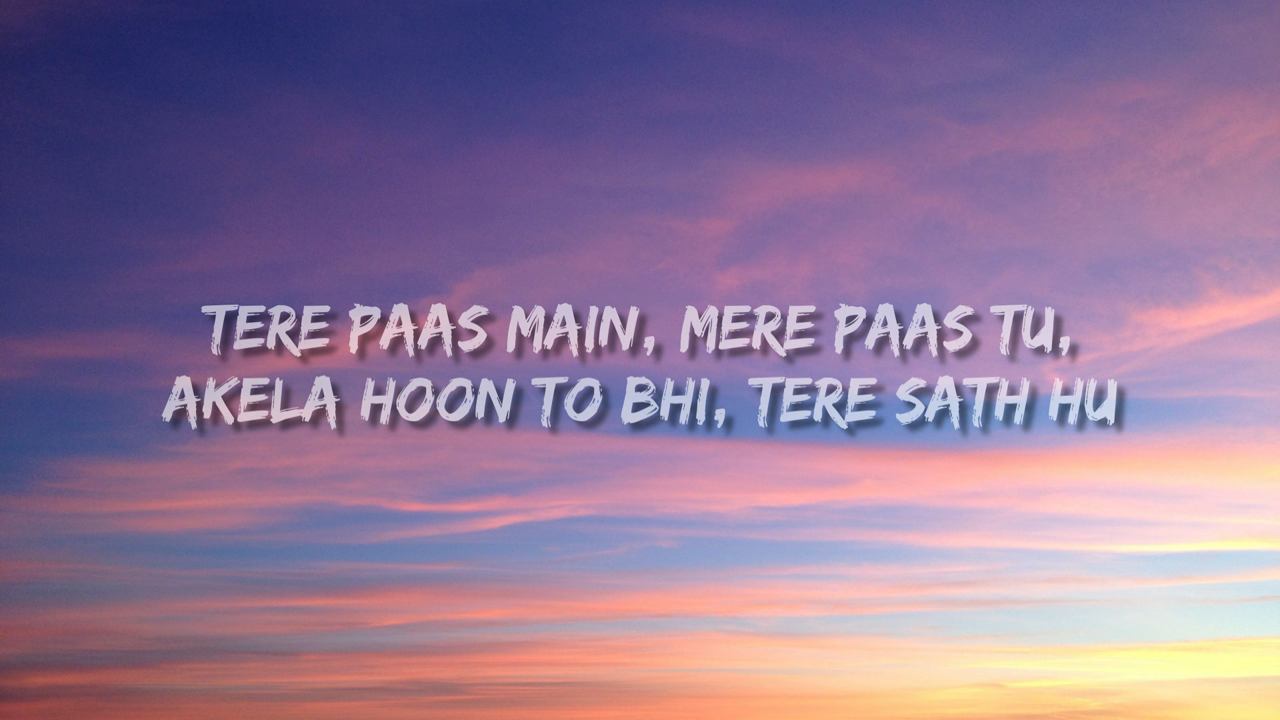 TERE PAAS MAIN, MERE PAAS TU,
AKELA HOON TO BHI, TERE SATH HU